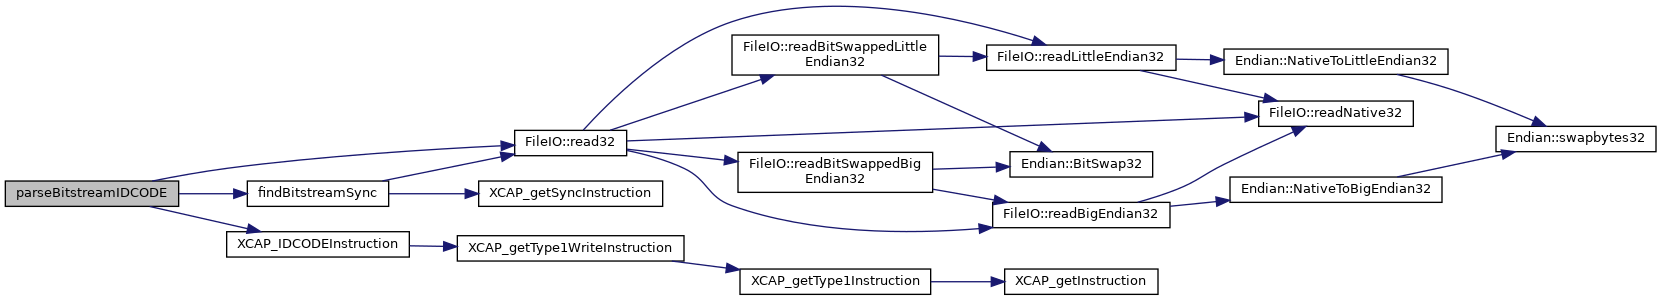 parseBitstreamIDCODE
findBitstreamSync
XCAP_IDCODEInstruction
FileIO::read32
XCAP_getSyncInstruction
XCAP_getType1WriteInstruction
FileIO::readBitSwappedLittle
Endian32
FileIO::readBitSwappedBig
Endian32
XCAP_getType1Instruction
FileIO::readLittleEndian32
Endian::BitSwap32
FileIO::readBigEndian32
XCAP_getInstruction
Endian::NativeToLittleEndian32
FileIO::readNative32
Endian::NativeToBigEndian32
Endian::swapbytes32